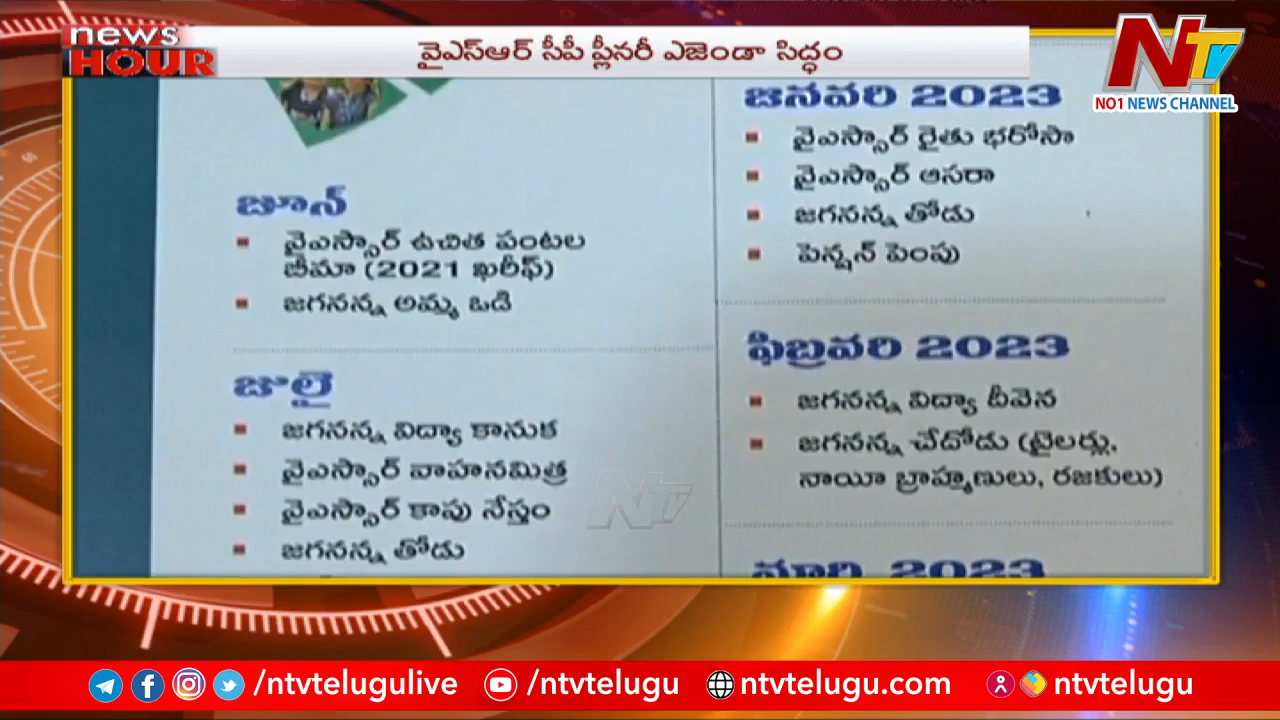 news
HOUR
వైఎస్ఆర్ సీపీ ప్లీనరీ ఎజెండా సిద్ధం
NTV
NO1 NEWS CHANNEL
జూన్
వైఎస్సార్ ఉచిత పంటల
బీమా (2021 ఖరీఫ్)
జగనన్న అమ్మ ఒడి
జులై
జగనన్న విద్యా కానుక
వైఎస్సార్ వాహనమిత్ర
వైఎస్సార్ కాపు నేస్తం
జగనన్న తోడు
జనవరి 2023
వైఎస్సార్ రైతు భరోసా
వైఎస్సార్ ఆసరా
జగనన్న తోడు
పెన్షన్ పెంపు
ఫిబ్రవరి 2023
జగనన్న విద్యా దీవెన
జగనన్న చేదోడు (టైలర్లు,
నాయీ బ్రాహ్మణులు, రజకులు)
మార్చి 2023
NTV
/ntvtelugulive
/ntvtelugu
ntvtelugu.com
ntvtelugu